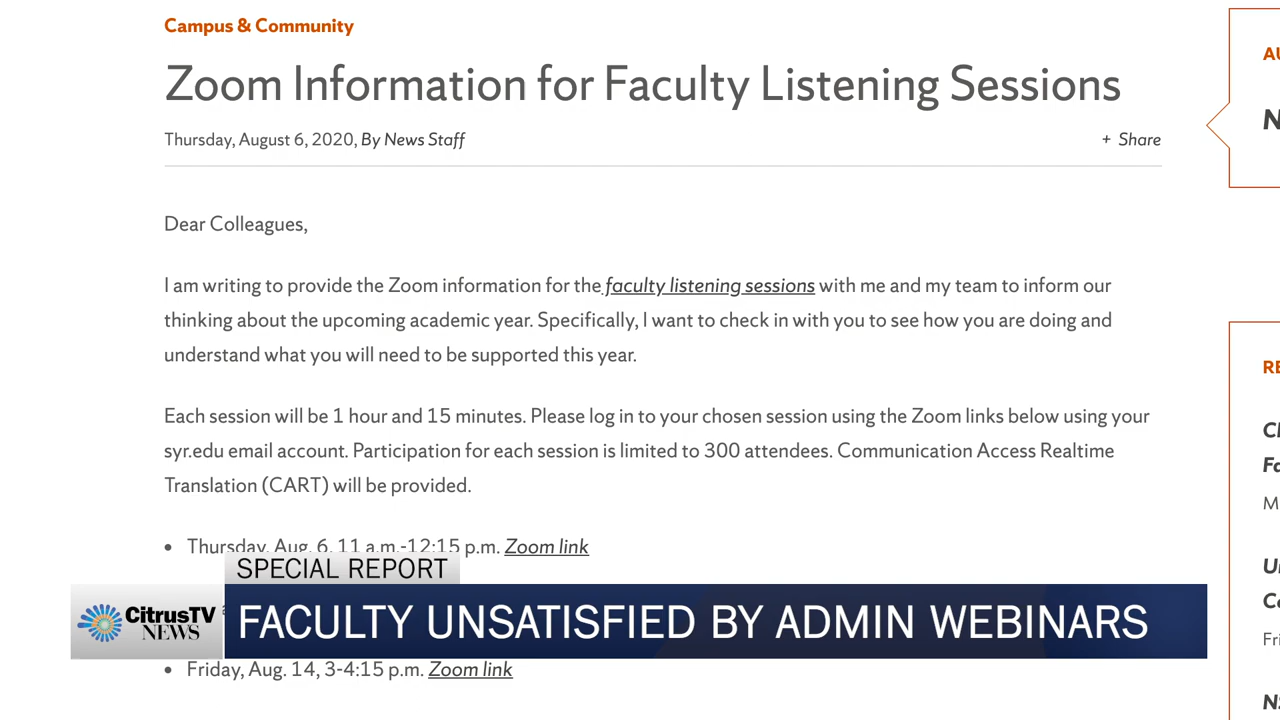 Campus & Community
Zoom Information for Faculty Listening Sessions
Thursday, August 6, 2020, By News Staff
+ Share
Dear Colleagues,
I am writing to provide the Zoom information for the faculty listening sessions with me and my team to inform our
thinking about the upcoming academic year. Specifically, I want to check in with you to see how you are doing and
understand what you will need to be supported this year.
Each session will be 1 hour and 15 minutes. Please log in to your chosen session using the Zoom links below using your
syr.edu email account. Participation for each session is limited to 300 attendees. Communication Access Realtime
Translation (CART) will be provided.
• Thursday, Aug. 6, 11 a.m.-12:15 p.m. Zoom link
SPECIAL REPORT
CitrusTV
NEWS
FACULTY UNSATISFIED BY ADMIN WEBINARS
• Friday, Aug. 14, 3-4:15 p.m. Zoom link